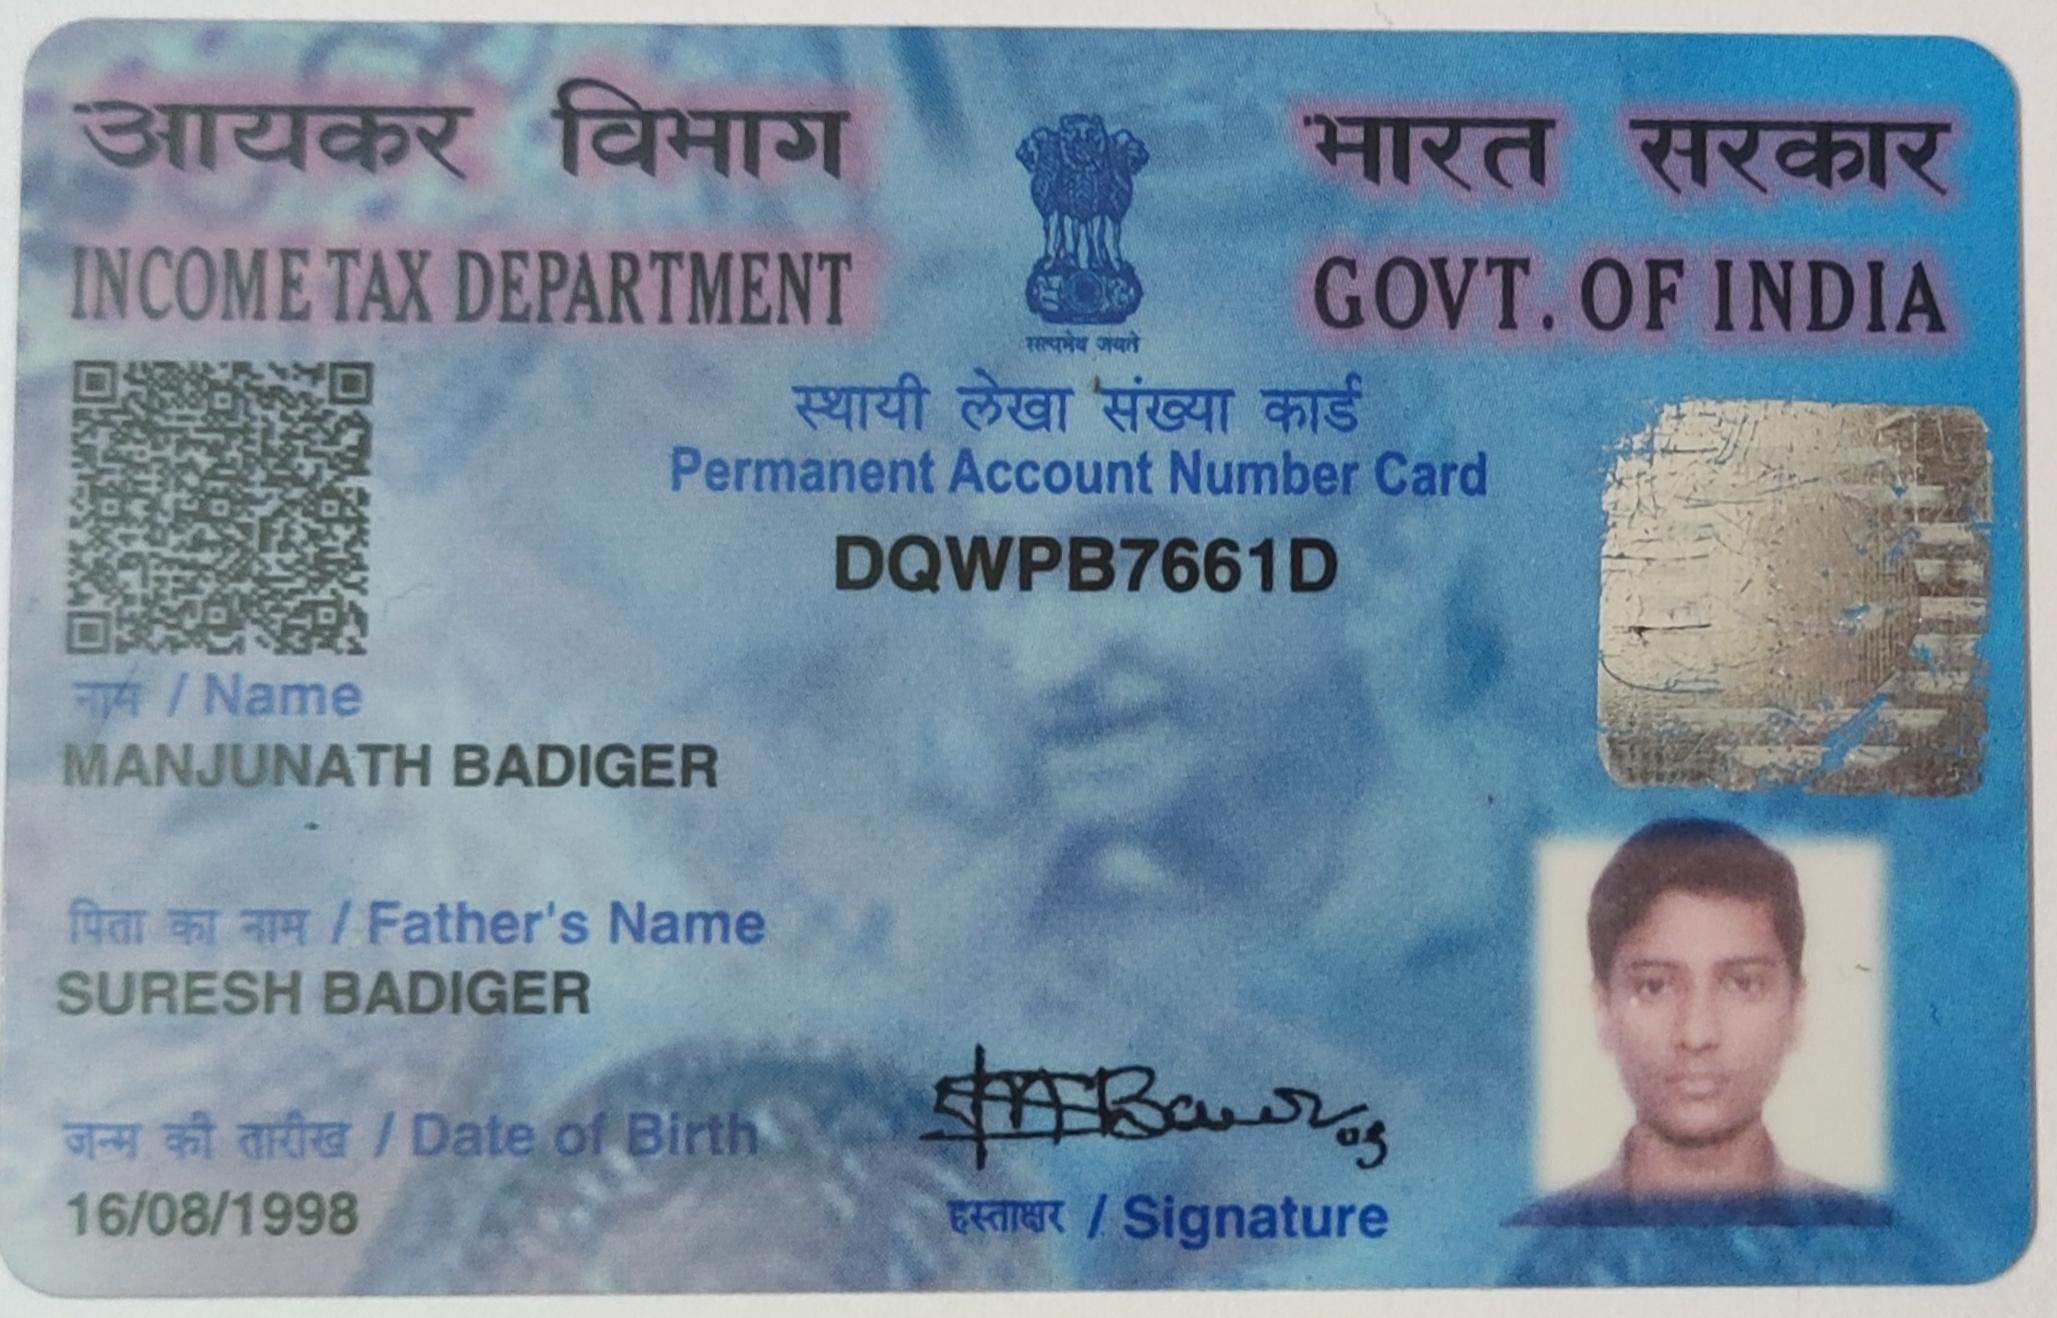 आयकर विभाग
INCOME TAX DEPARTMENT
सत्यमेव जयते
भारत सरकार
GOVT. OF INDIA
स्थायी लेखा संख्या कार्ड
Permanent Account Number Card
DQWPB7661D
नाम / Name
MANJUNATH BADIGER
पिता का नाम / Father's Name
SURESH BADIGER
जन्म की तारीख / Date of Birth
16/08/1998
हस्ताक्षर / Signature